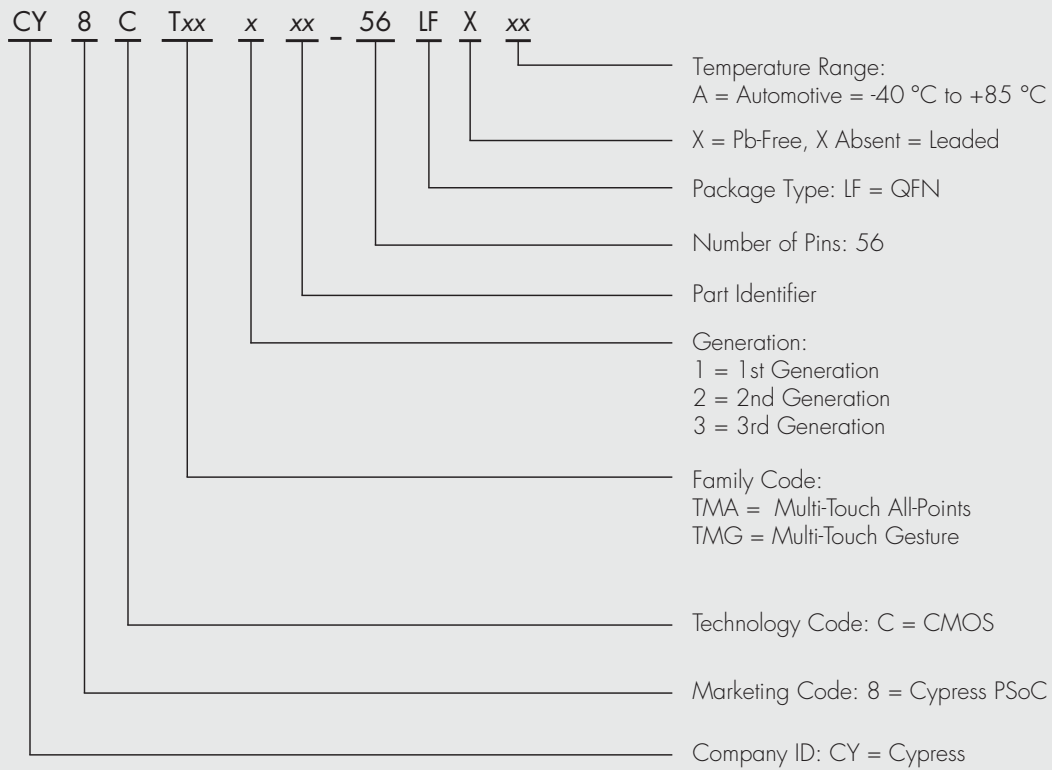 CY 8 C Txx x xx - 56 LF X xx
Temperature Range:
A = Automotive = -40 °C to +85 °C
X = Pb-Free, X Absent = Leaded
Package Type: LF = QFN
Number of Pins: 56
Part Identifier
Generation:
1 = 1st Generation
2 = 2nd Generation
3 = 3rd Generation
Family Code:
TMA = Multi-Touch All-Points
TMG = Multi-Touch Gesture
Technology Code: C = CMOS
Marketing Code: 8 = Cypress PSoC
Company ID: CY = Cypress